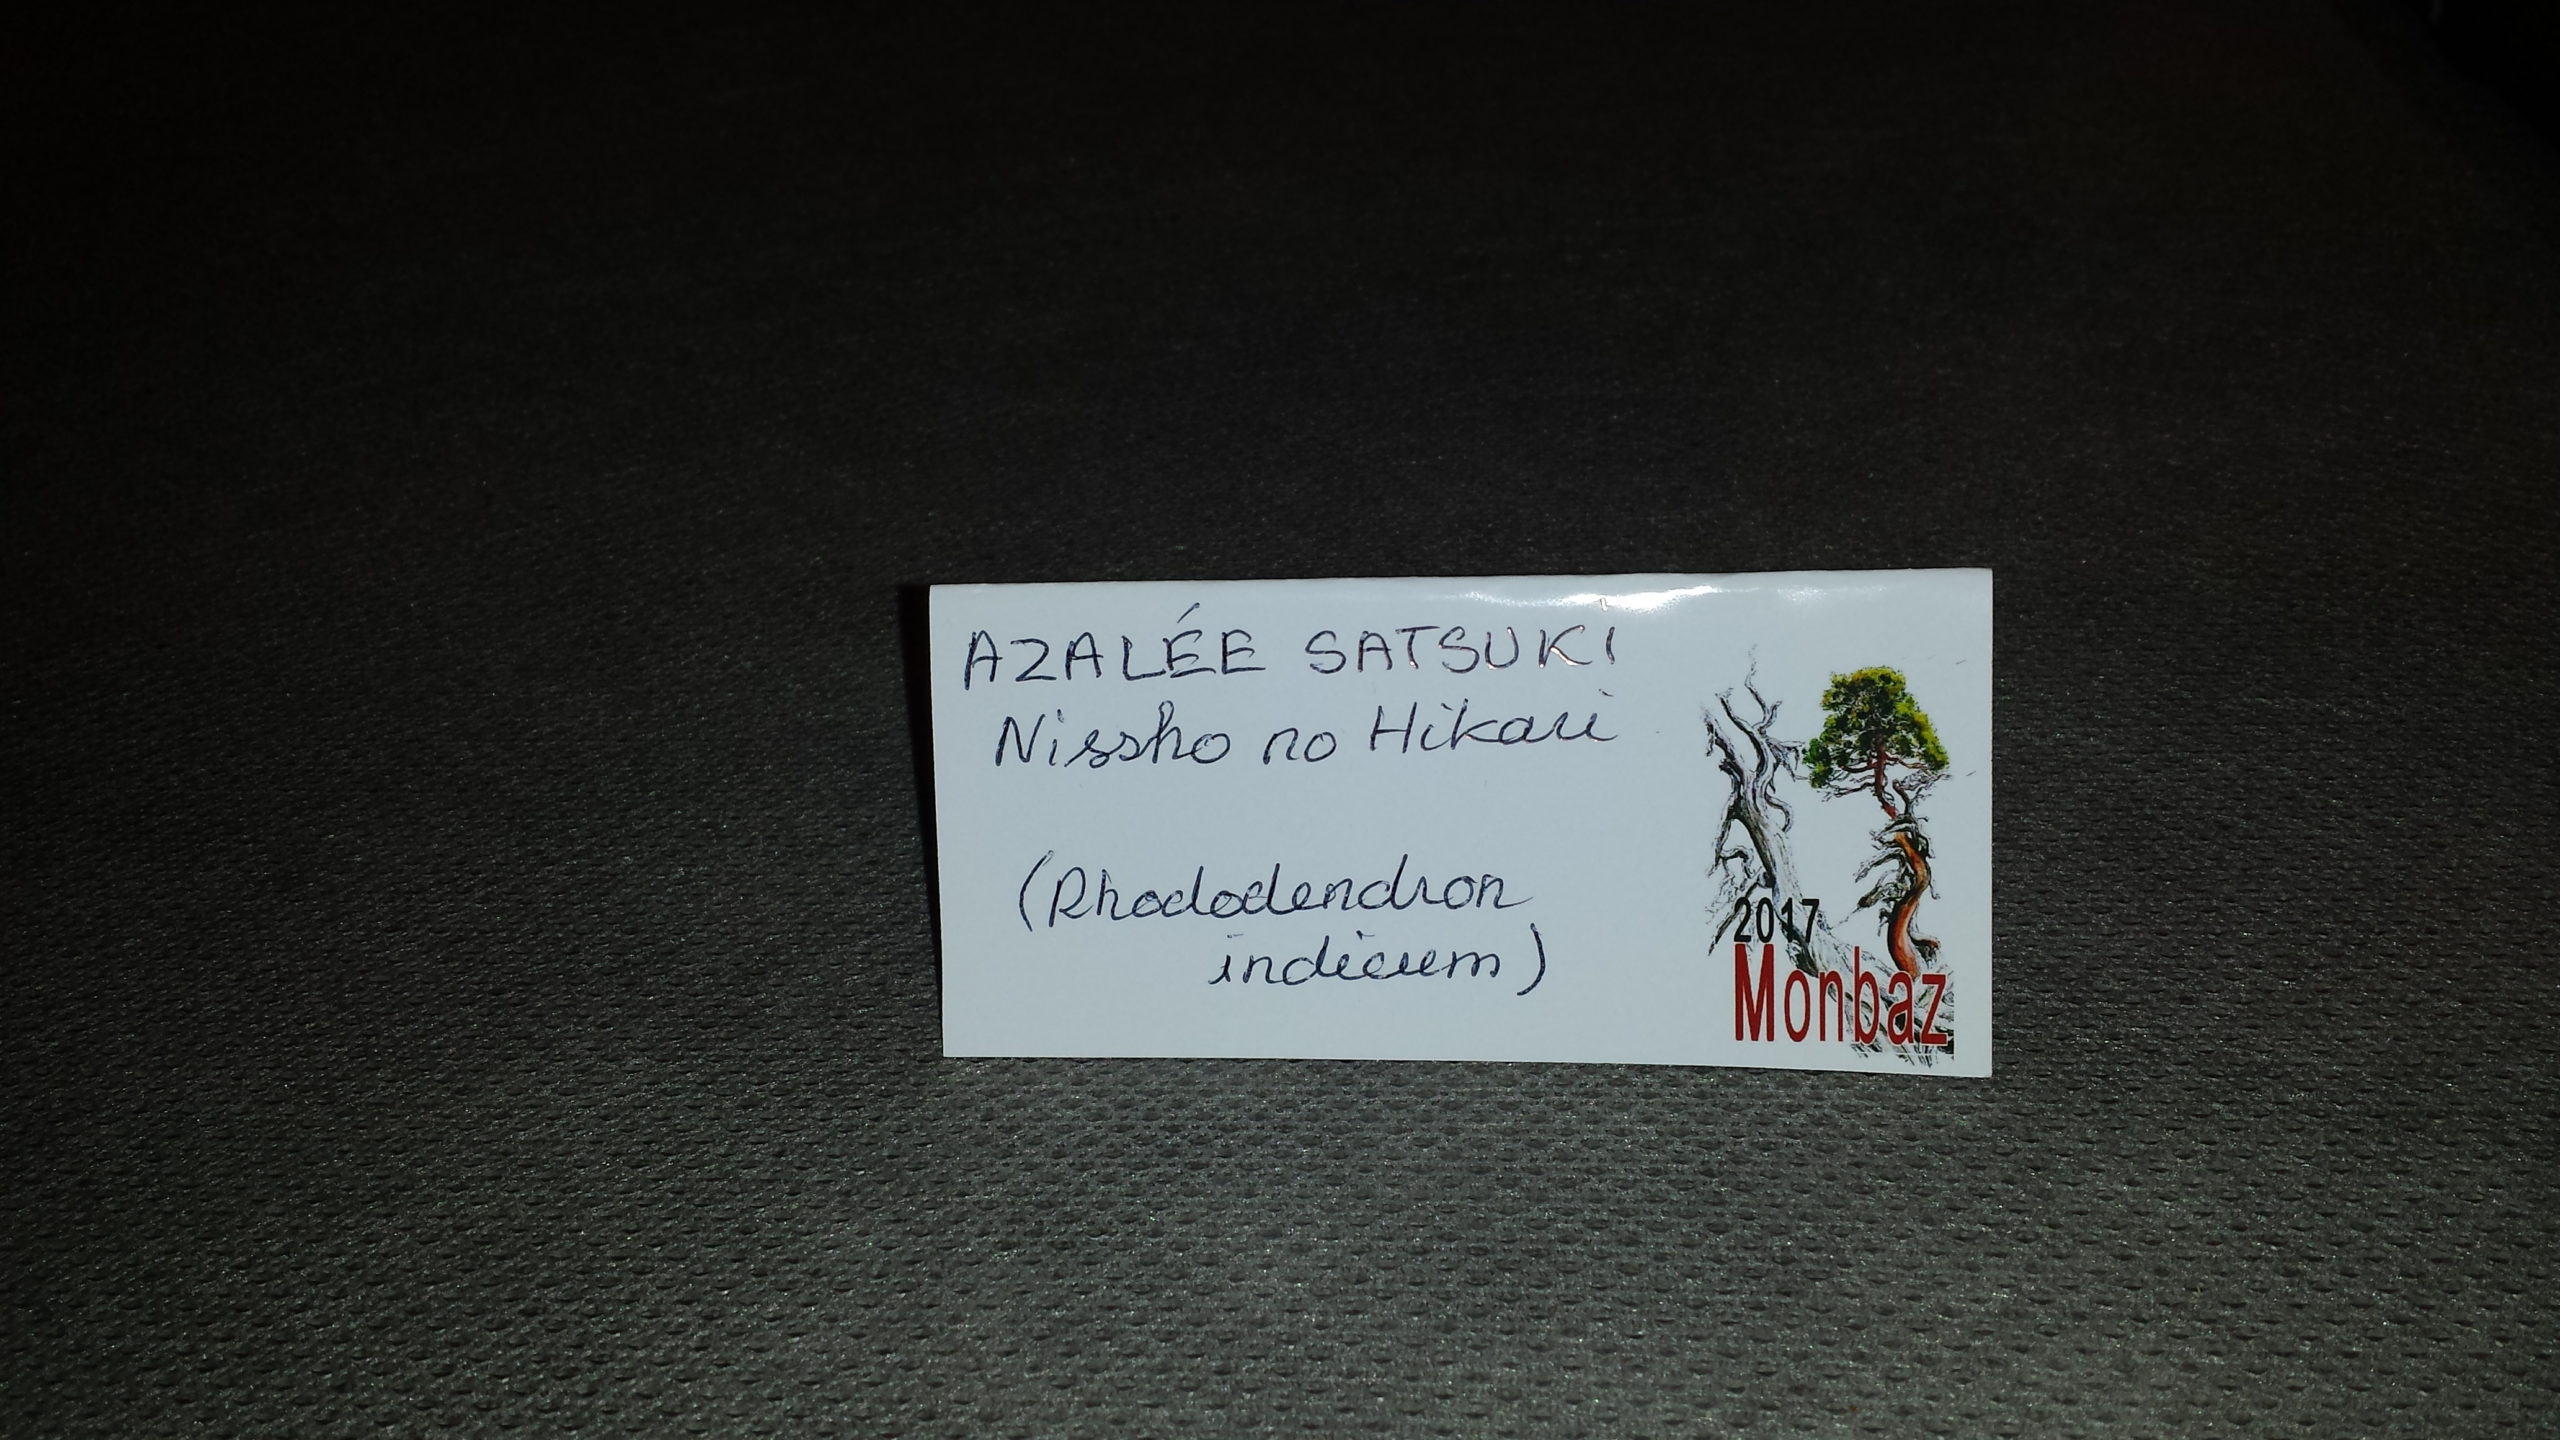 AZALÉE SATSUKI
Nissho no Hikari
(Rhododendron
indicum)
2017
Monbaz